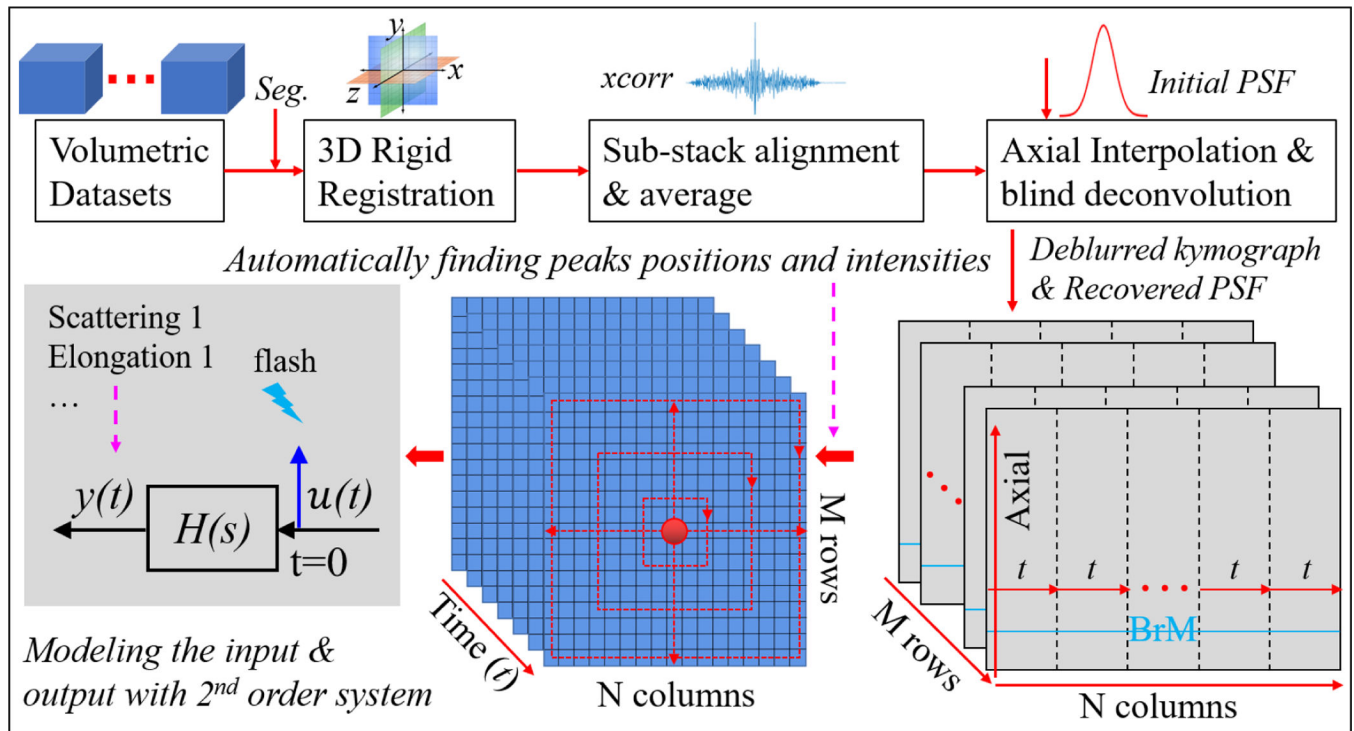 Volumetric
Datasets
Seg.
y
x
z
3D Rigid
Registration
xcorr
Sub-stack alignment
& average
Initial PSF
Axial Interpolation &
blind deconvolution
Deblurred kymograph
& Recovered PSF
Automatically finding peaks positions and intensities
Axial
t t t t
BrM
M rows
N columns
M rows
Time (t)
N columns
Scattering 1
Elongation 1
…
flash
y(t)
H(s)
u(t)
t=0
Modeling the input &
output with 2nd order system